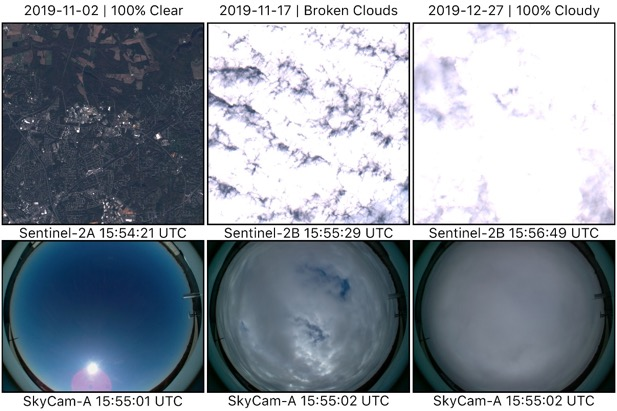 2019-11-02 | 100% Clear
2019-11-17 | Broken Clouds
2019-12-27 | 100% Cloudy
Sentinel-2A 15:54:21 UTC
Sentinel-2B 15:55:29 UTC
Sentinel-2B 15:56:49 UTC
SkyCam-A 15:55:01 UTC
SkyCam-A 15:55:02 UTC
SkyCam-A 15:55:02 UTC